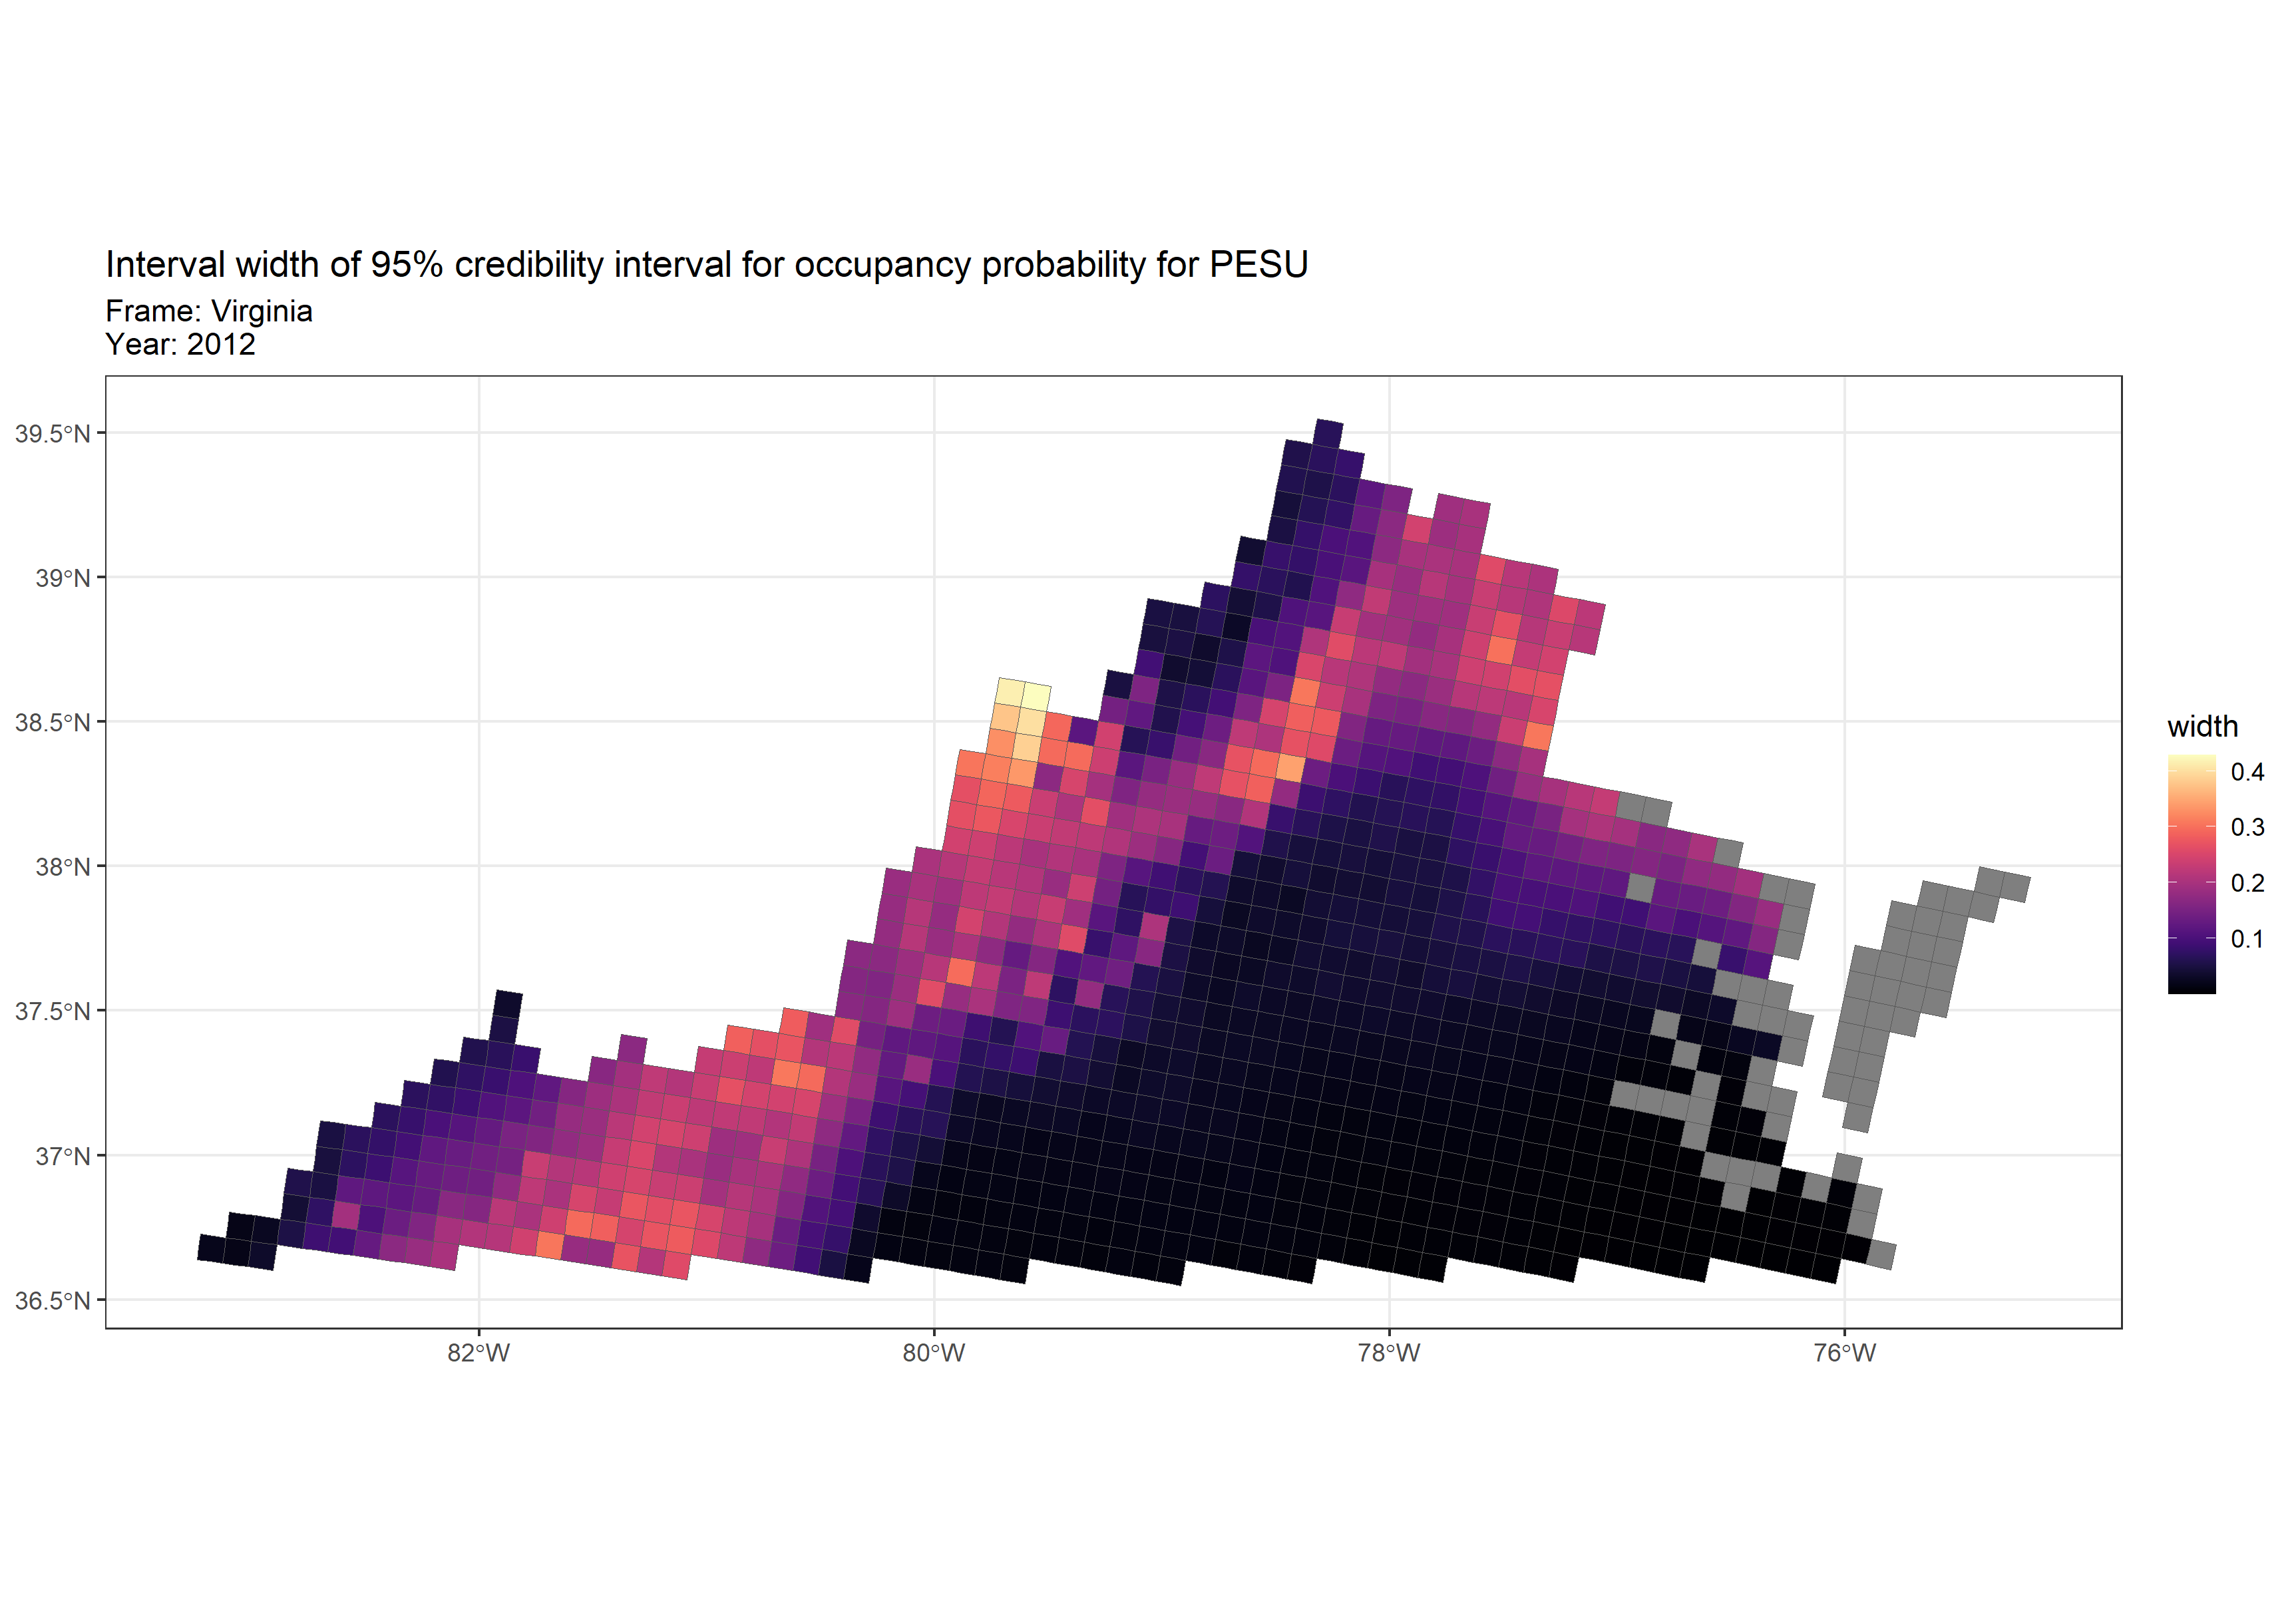 Interval width of 95% credibility interval for occupancy probability for PESU
Frame: Virginia
Year: 2012
39.5°N
39°N
38.5°N
38°N
37.5°N
37°N
36.5°N
82°W
80°W
78°W
76°W
width
0.4
0.3
0.2
0.1